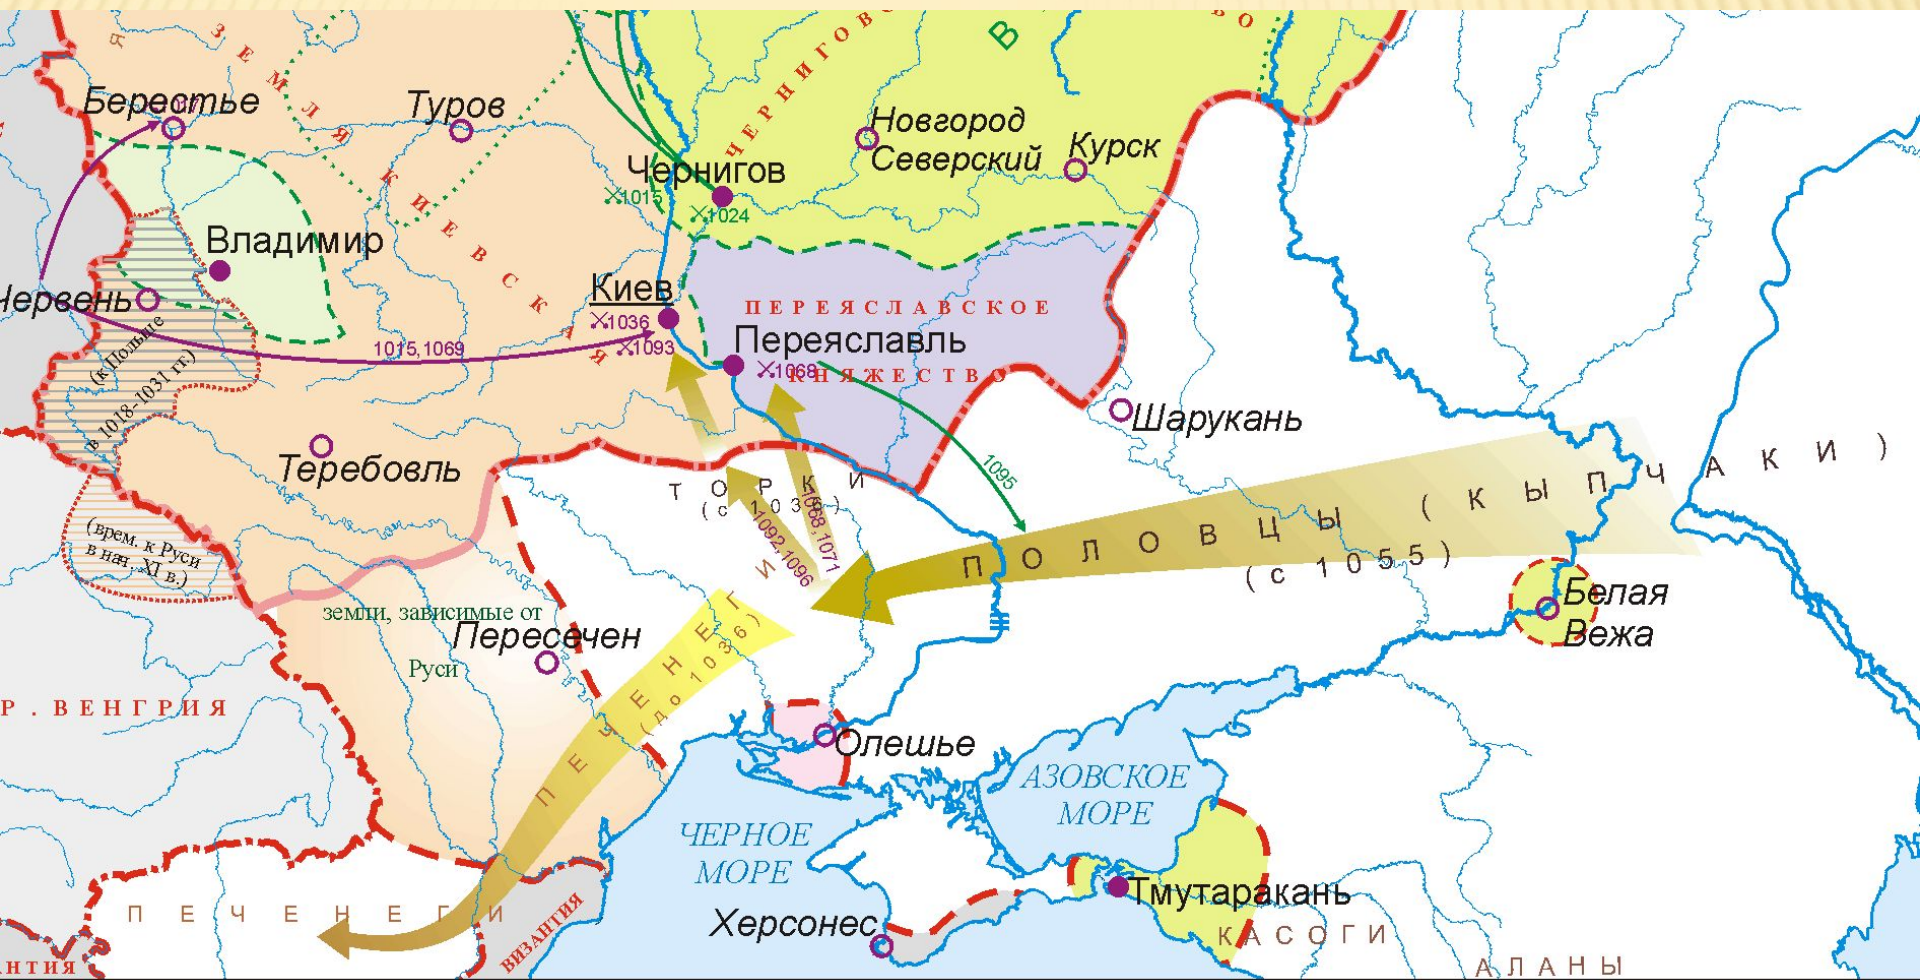 Я
ЗЕМЛЯ КИЕВСКАЯ
В
Берестье
Туров
Новгород
Северский
Курск
Чернигов
1015
1024
Владимир
Киев
1036
1093
Червень
1015,1069
(к Польше
в 1018-1031 гг.)
ПЕРЕЯСЛАВСКОЕ
Переяславль
1068
КНЯЖЕСТВО
Шарукань
Теребовль
1095
ТОРКИ
1068,1071
1092,1096
ПОЛОВЦЫ (КЫПЧАКИ)
(с 1055)
(врем. к Руси
в нач. XI в.)
земли, зависимые от
Руси
Пересечен
Белая
Вежа
ПЕЧЕНЕГИ
(до 1036)
Р. ВЕНГРИЯ
Олешье
АЗОВСКОЕ
МОРЕ
ЧЕРНОЕ
МОРЕ
Тмутаракань
Херсонес
КАСОГИ
АЛАНЫ
ПЕЧЕНЕГИ
ВИЗАНТИЯ
НТИЯ